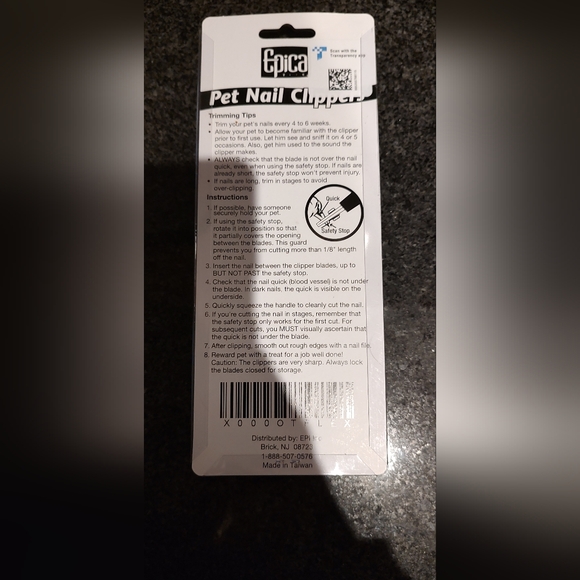 Epica
Scan with the
Transparency app
Pet Nail Clippers
Trimming Tips
• Trim your pet's nails every 4 to 6 weeks.
• Allow your pet to become familiar with the clipper
prior to first use. Let him see and sniff it on 4 or 5
occasions. Also, get him used to the sound the
clipper makes.
• ALWAYS check that the blade is not over the nail
quick, even when using the safety stop. If nails are
already short, the safety stop won't prevent injury.
• If nails are long, trim in stages to avoid
over-clipping.
Instructions
1. If possible, have someone
securely hold your pet.
2. If using the safety stop,
rotate it into position so that
it partially covers the opening
between the blades. This guard
prevents you from cutting more than 1/8" length
off the nail.
Quick
Safety Stop
3. Insert the nail between the clipper blades, up to
BUT NOT PAST the safety stop.
4. Check that the nail quick (blood vessel) is not under
the blade. In dark nails, the quick is visible on the
underside.
5. Quickly squeeze the handle to cleanly cut the nail.
6. If you're cutting the nail in stages, remember that
the safety stop only works for the first cut. For
subsequent cuts, you MUST visually ascertain that
the quick is not under the blade.
7. After clipping, smooth out rough edges with a nail file.
8. Reward pet with a treat for a job well done!
Caution: The clippers are very sharp. Always lock
the blades closed for storage.
Distributed by:
Brick, NJ 08723
1-888-507-0576
Made in Taiwan